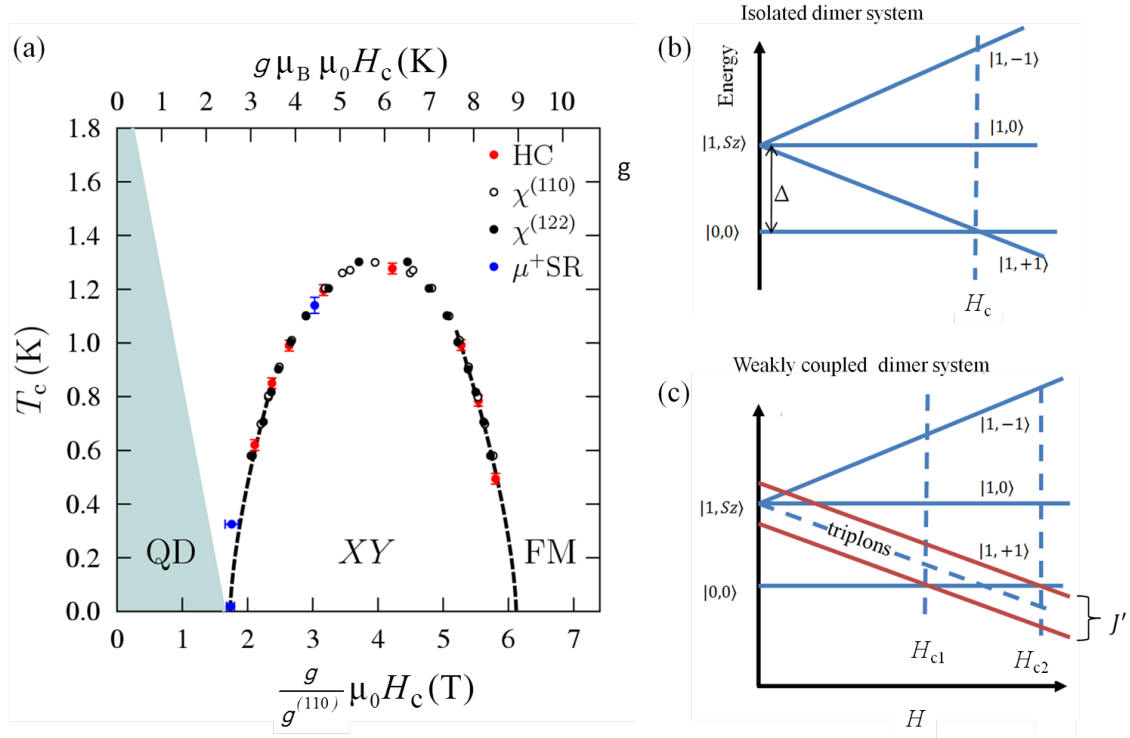 (a)
g μB μ0Hc (K)
0 1 2 3 4 5 6 7 8 9 10
1.8
1.6
1.4
1.2
1.0
0.8
0.6
0.4
0.2
0.0
Tc (K)
HC
χ(110)
χ(122)
μ+SR
g
QD
XY
FM
0 1 2 3 4 5 6 7
g/g(110) μ0Hc (T)
Isolated dimer system
(b)
Energy
|1,−1⟩
|1,0⟩
|1,Sz⟩
Δ
|0,0⟩
|1,+1⟩
Hc
Weakly coupled dimer system
(c)
|1,−1⟩
|1,0⟩
|1,Sz⟩
triplons
|1,+1⟩
|0,0⟩
J′
Hc1
Hc2
H